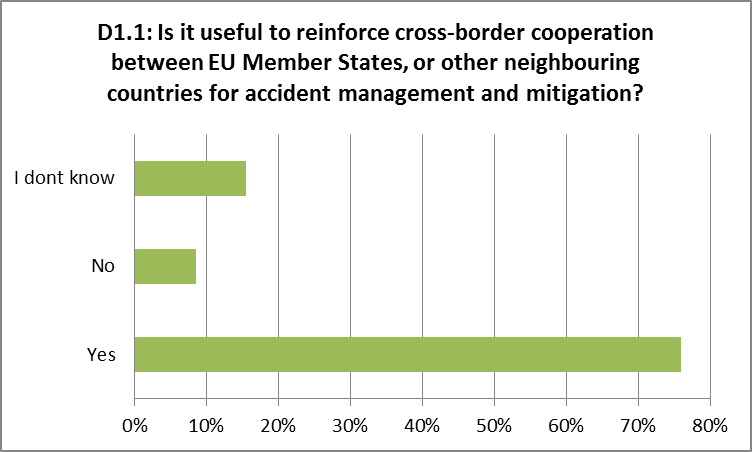 D1.1: Is it useful to reinforce cross-border cooperation
between EU Member States, or other neighbouring
countries for accident management and mitigation?
I dont know
No
Yes
0% 10% 20% 30% 40% 50% 60% 70% 80%